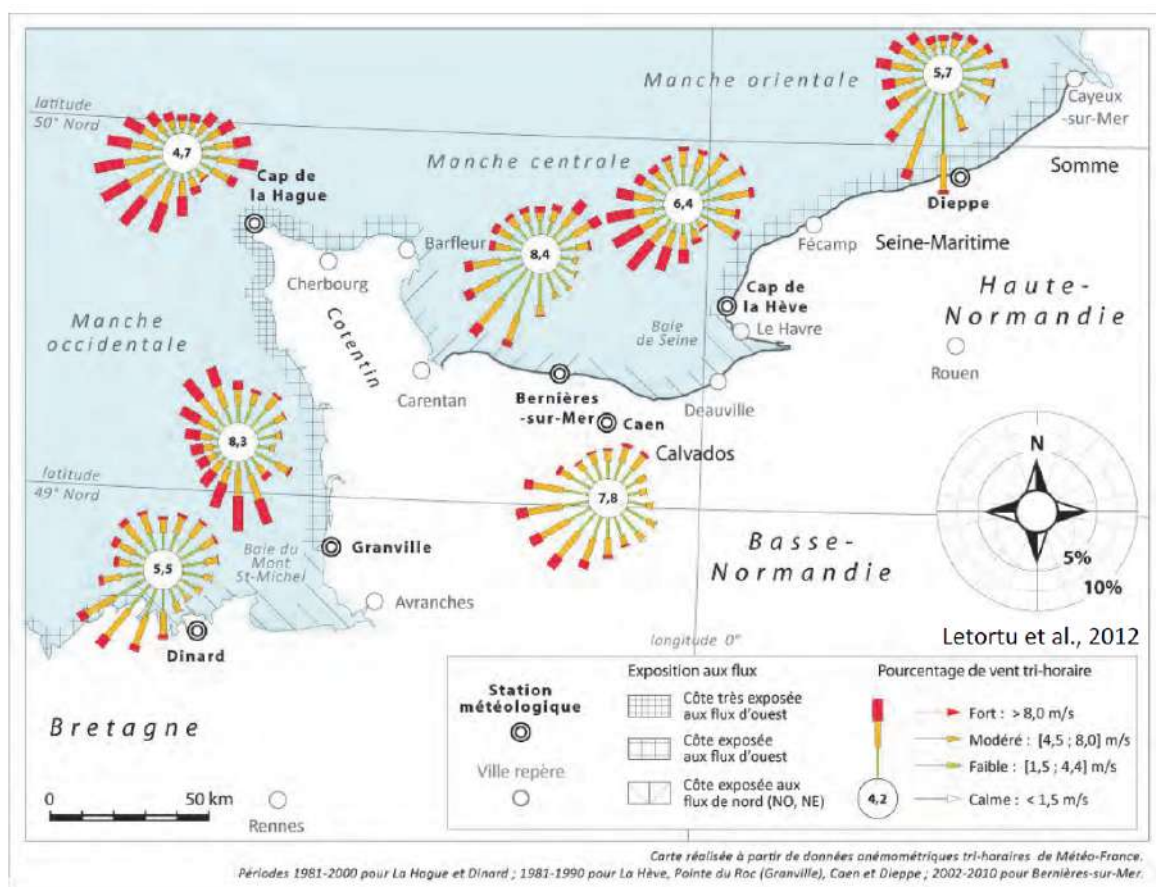 latitude
50° Nord
4,7
Cap de
la Hague
Manche orientale
5,7
Cayeux
-sur-Mer
Somme
Manche centrale
6,4
Dieppe
Barfleur
8,4
Cherbourg
Fécamp
Seine-Maritime
Manche
occidentale
Cotentin
Baie
de Seine
Cap de
la Hève
Le Havre
Haute-
Normandie
Rouen
Carentan
Bernières
-sur-Mer
Caen
Deauville
Calvados
8,3
latitude
49° Nord
7,8
5,5
Baie du
Mont
St-Michel
Granville
Avranches
Dinard
Basse-
Normandie
N
5%
10%
Letortu et al., 2012
longitude 0°
Bretagne
0
50 km
Rennes
Station
météologique
Ville repère
Exposition aux flux
Côte très exposée
aux flux d'ouest
Côte exposée
aux flux d'ouest
Côte exposée aux
flux de nord (NO, NE)
Pourcentage de vent tri-horaire
Fort : > 8,0 m/s
Modéré : [4,5 ; 8,0] m/s
Faible : [1,5 ; 4,4] m/s
4,2
Calme : < 1,5 m/s
Carte réalisée à partir de données anémométriques tri-horaires de Météo-France.
Périodes 1981-2000 pour La Hague et Dinard ; 1981-1990 pour La Hève, Pointe du Roc (Granville), Caen et Dieppe ; 2002-2010 pour Bernières-sur-Mer.